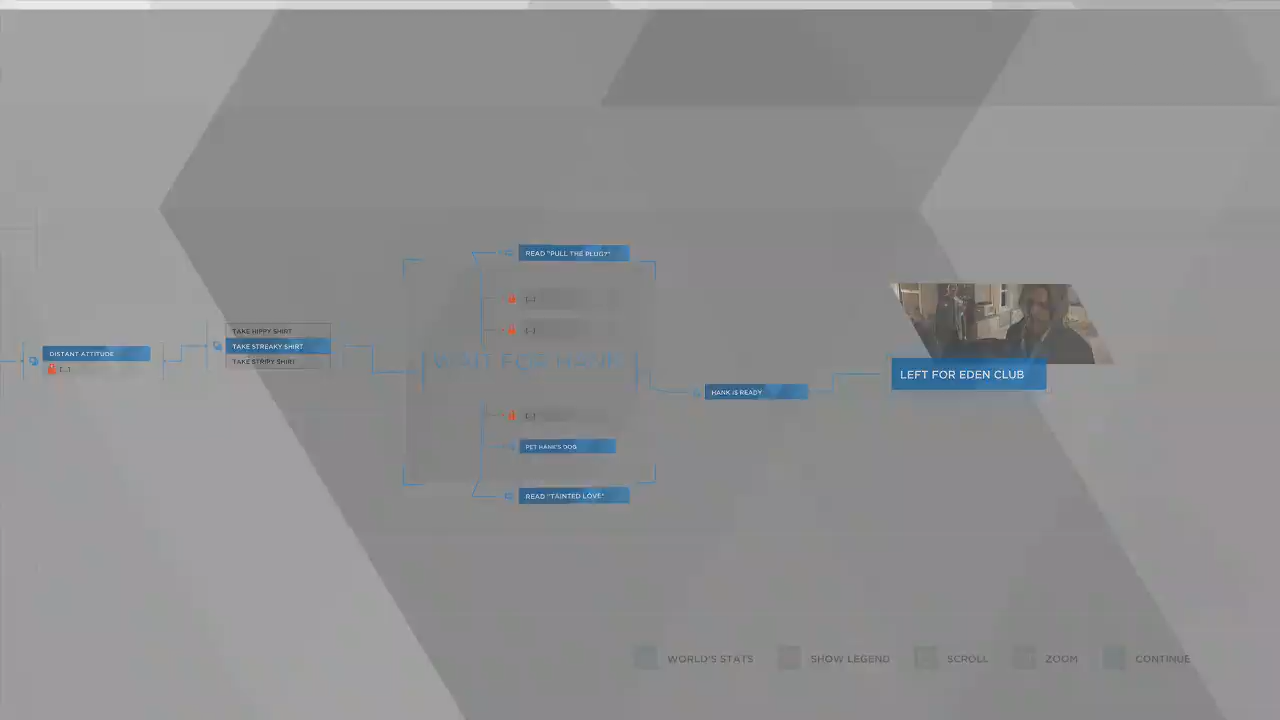 DISTANT ATTITUDE
[...]
TAKE HIPPY SHIRT
TAKE STREAKY SHIRT
TAKE STRIPY SHIRT
READ "PULL THE PLUG?"
[...]
[...]
WAIT FOR HANK
[...]
PET HANK'S DOG
READ "TAINTED LOVE"
HANK IS READY
LEFT FOR EDEN CLUB
WORLD'S STATS
SHOW LEGEND
SCROLL
ZOOM
CONTINUE